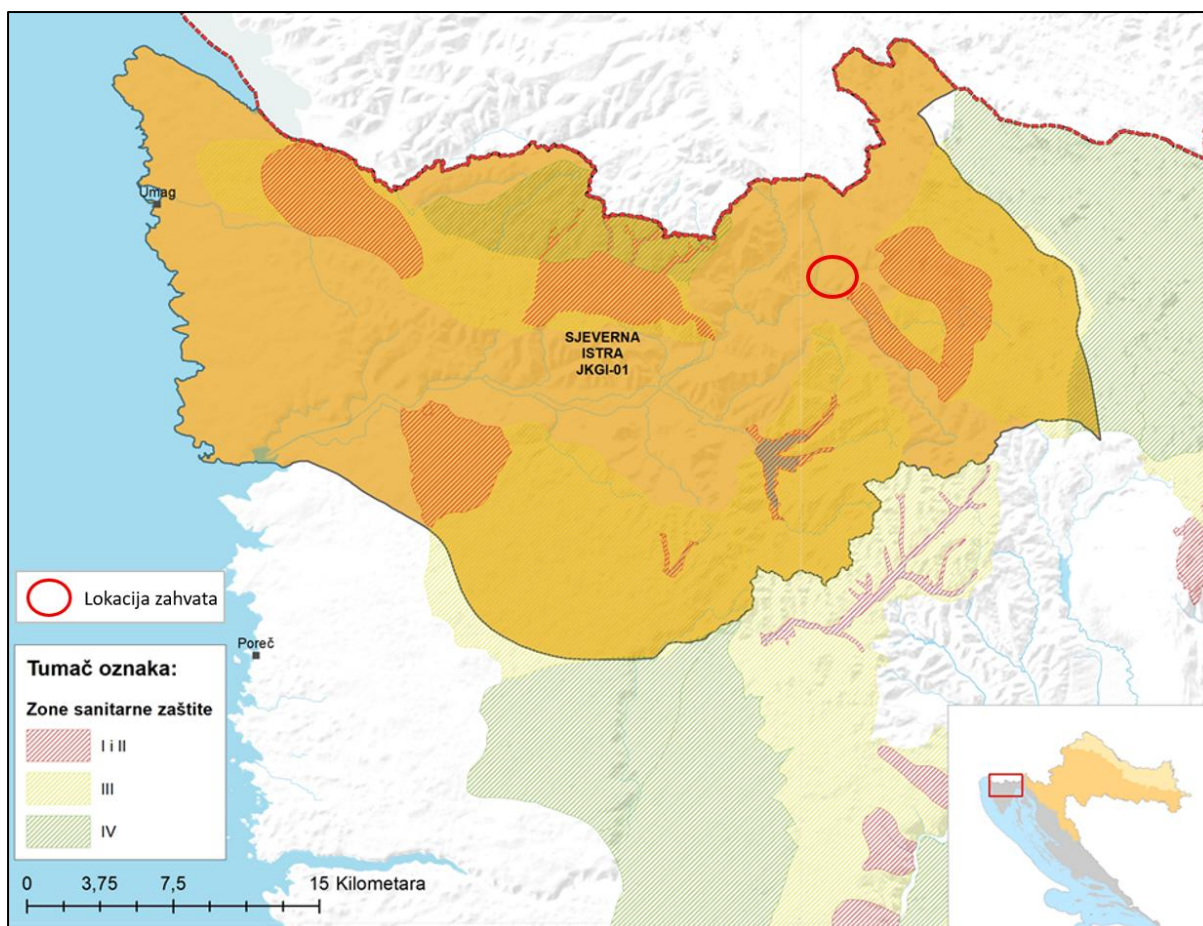 Umag
SJEVERNA
ISTRA
JKGI-01
Lokacija zahvata
Poreč
Tumač oznaka:
Zone sanitarne zaštite
I i II
III
IV
0 3,75 7,5 15 Kilometara